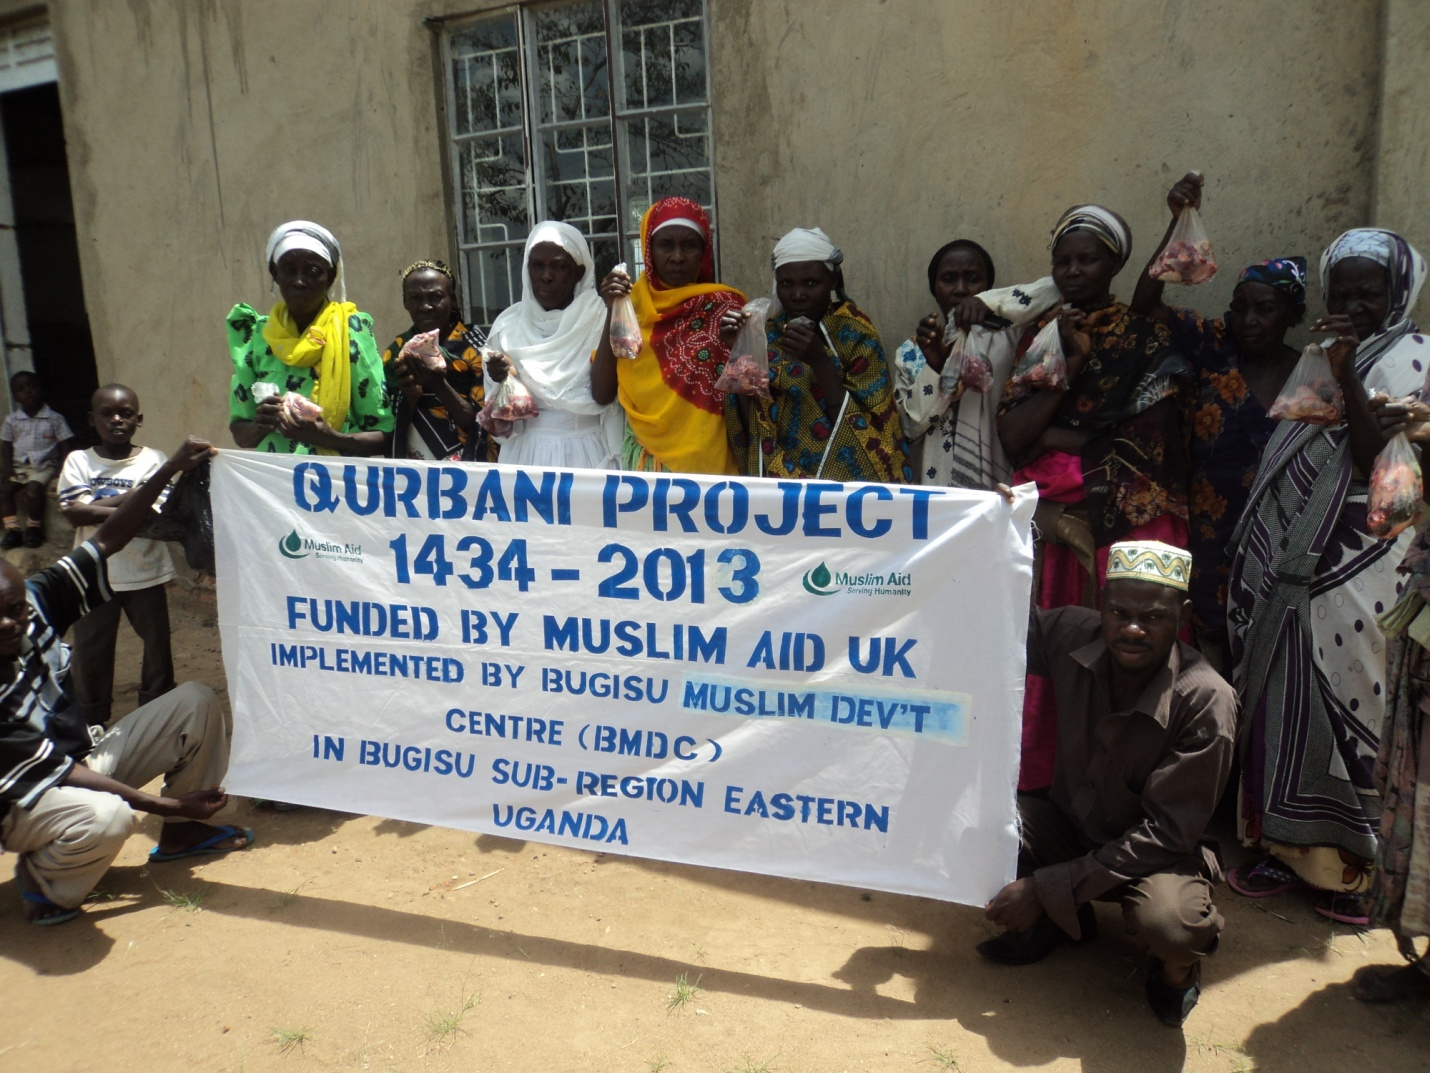 QURBANI PROJECT
Muslim Aid
Serving Humanity
1434 - 2013
Muslim Aid
Serving Humanity
FUNDED BY MUSLIM AID UK
IMPLEMENTED BY BUGISU MUSLIM DEV'T
CENTRE (BMDC)
IN BUGISU SUB-REGION EASTERN
UGANDA